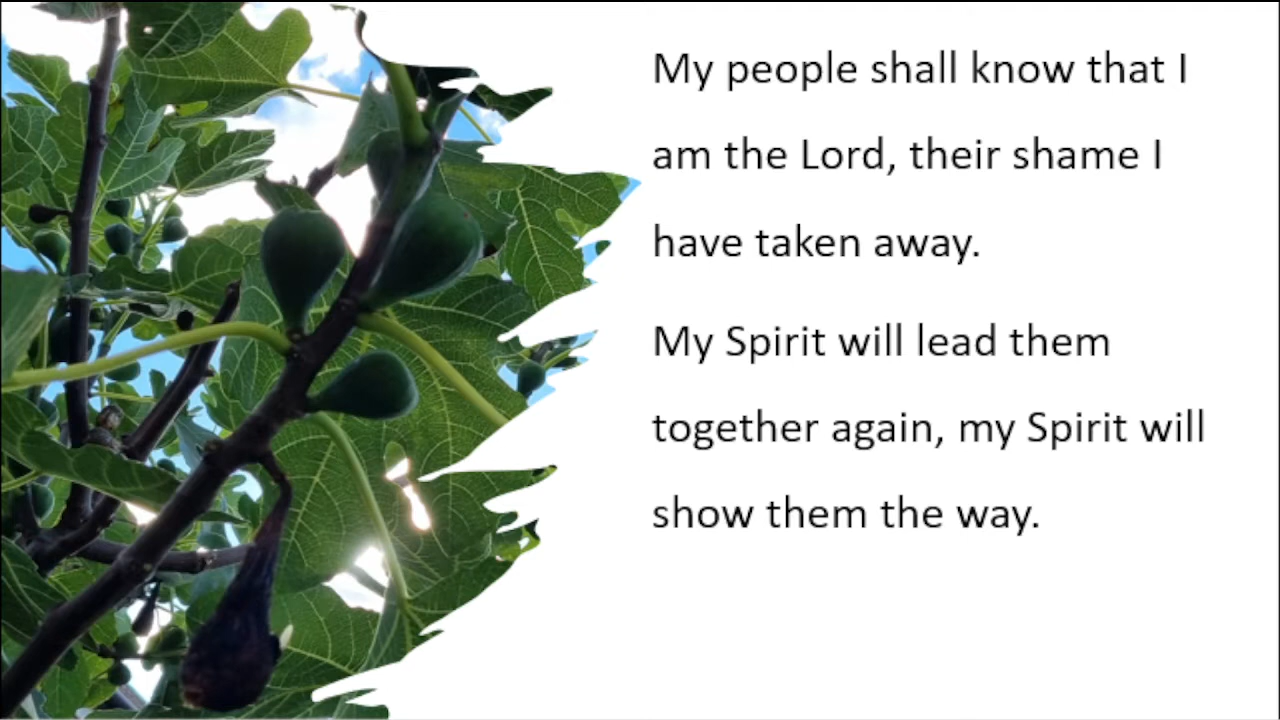 My people shall know that I
am the Lord, their shame I
have taken away.
My Spirit will lead them
together again, my Spirit will
show them the way.